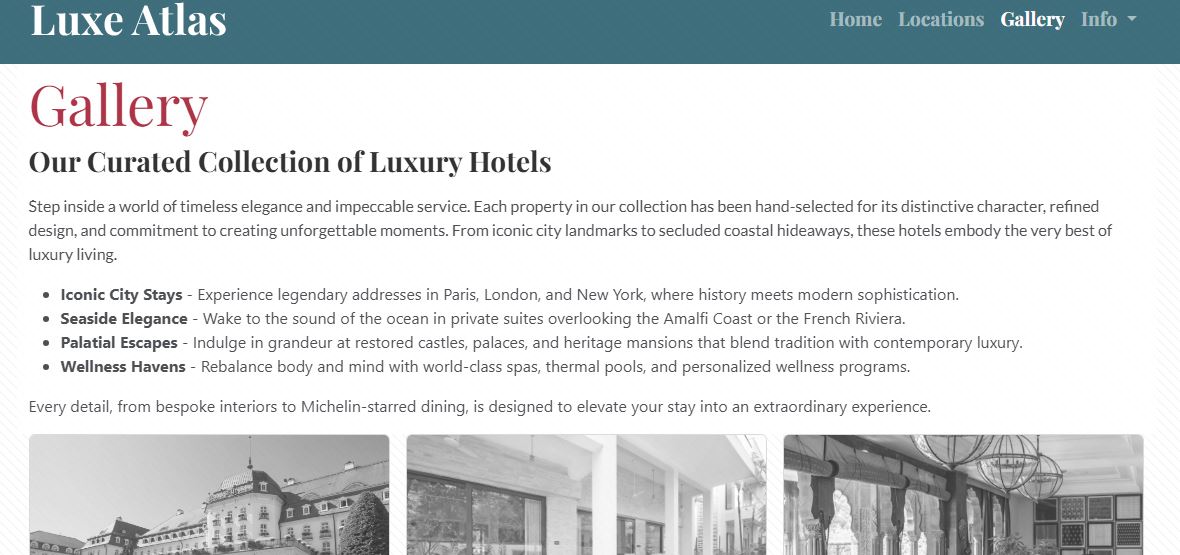 Luxe Atlas
Home Locations Gallery Info
Gallery
Our Curated Collection of Luxury Hotels
Step inside a world of timeless elegance and impeccable service. Each property in our collection has been hand-selected for its distinctive character, refined
design, and commitment to creating unforgettable moments. From iconic city landmarks to secluded coastal hideaways, these hotels embody the very best of
luxury living.
• Iconic City Stays - Experience legendary addresses in Paris, London, and New York, where history meets modern sophistication.
• Seaside Elegance - Wake to the sound of the ocean in private suites overlooking the Amalfi Coast or the French Riviera.
• Palatial Escapes - Indulge in grandeur at restored castles, palaces, and heritage mansions that blend tradition with contemporary luxury.
• Wellness Havens - Rebalance body and mind with world-class spas, thermal pools, and personalized wellness programs.
Every detail, from bespoke interiors to Michelin-starred dining, is designed to elevate your stay into an extraordinary experience.